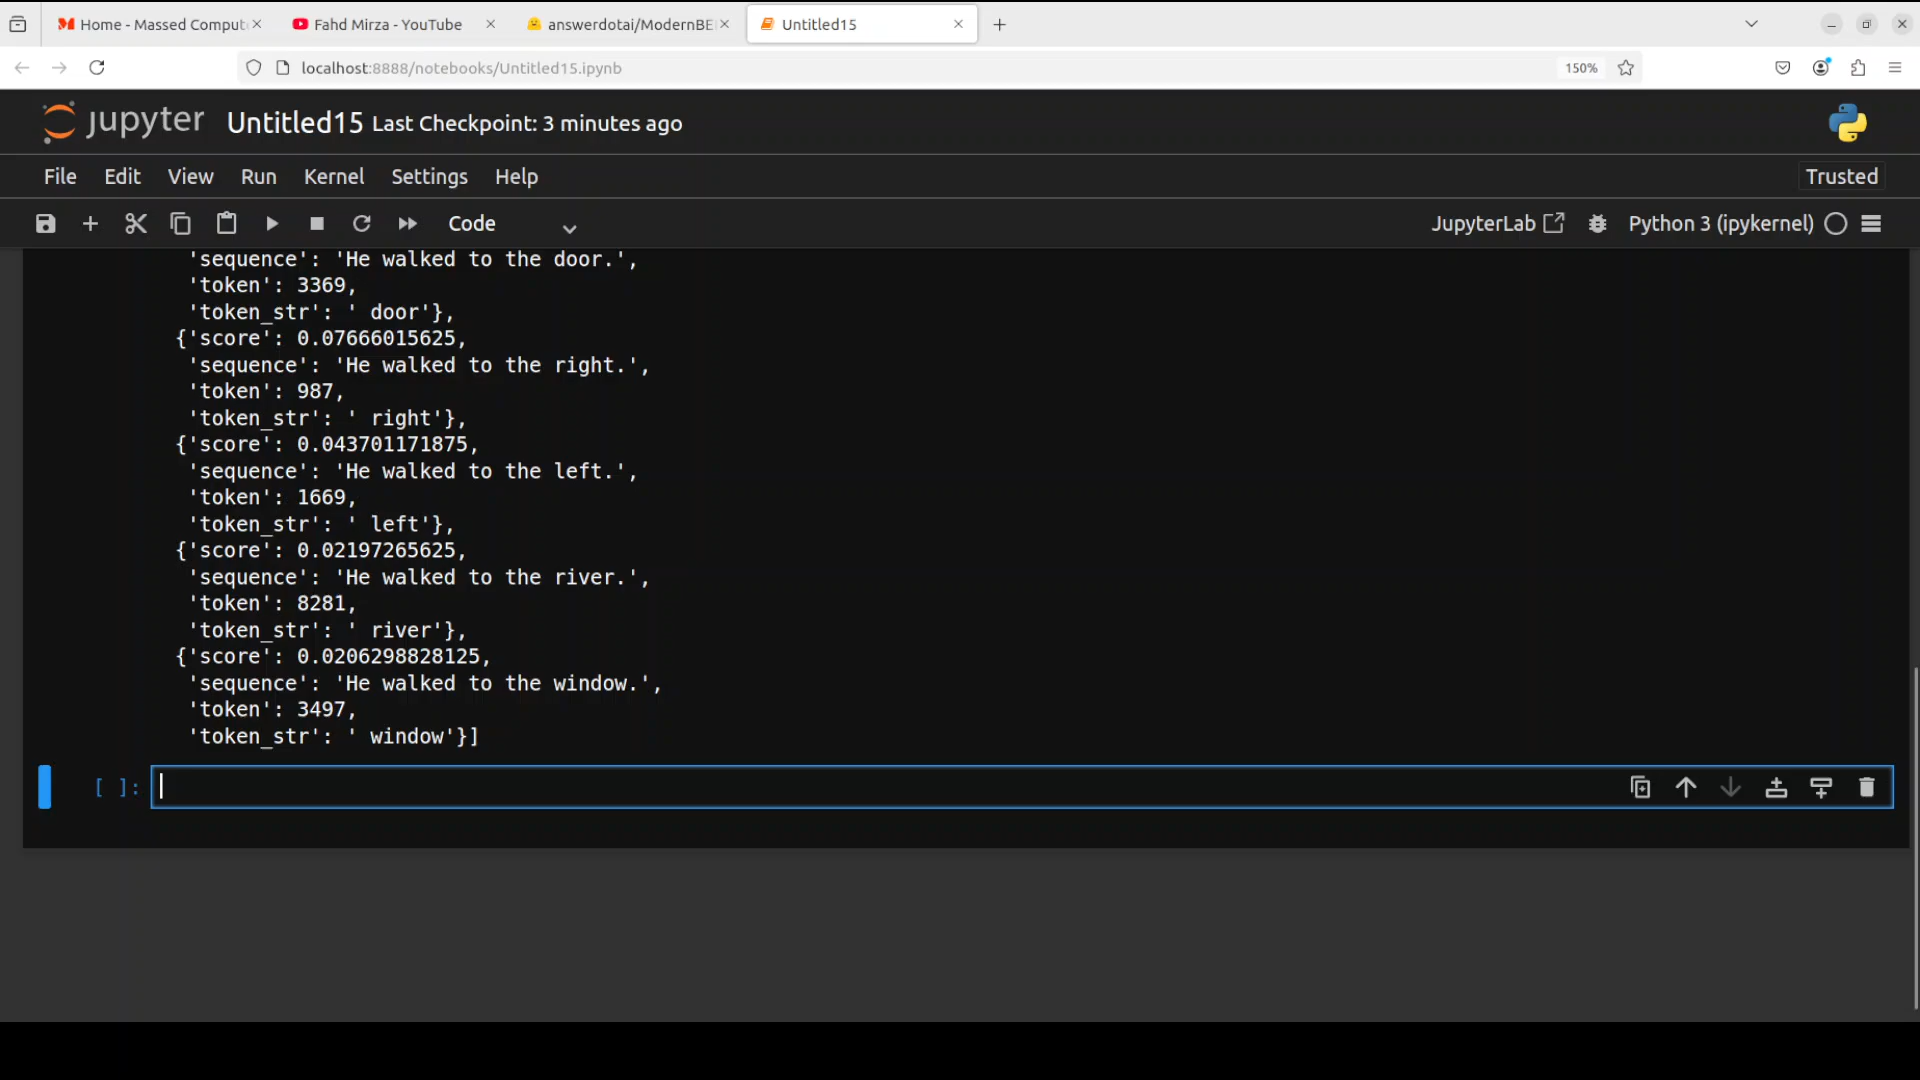 Home - Massed Comput
Fahd Mirza - YouTube
answerdotai/ModernBE
Untitled15
localhost:8888/notebooks/Untitled15.ipynb
150%
jupyter Untitled15 Last Checkpoint: 3 minutes ago
File Edit View Run Kernel Settings Help
Trusted
Code
JupyterLab
Python 3 (ipykernel)
'sequence': 'He walked to the door.',
'token': 3369,
'token_str': ' door'},
{'score': 0.07666015625,
'sequence': 'He walked to the right.',
'token': 987,
'token_str': ' right'},
{'score': 0.043701171875,
'sequence': 'He walked to the left.',
'token': 1669,
'token_str': ' left'},
{'score': 0.02197265625,
'sequence': 'He walked to the river.',
'token': 8281,
'token_str': ' river'},
{'score': 0.0206298828125,
'sequence': 'He walked to the window.',
'token': 3497,
'token_str': ' window'}]
[ ]: